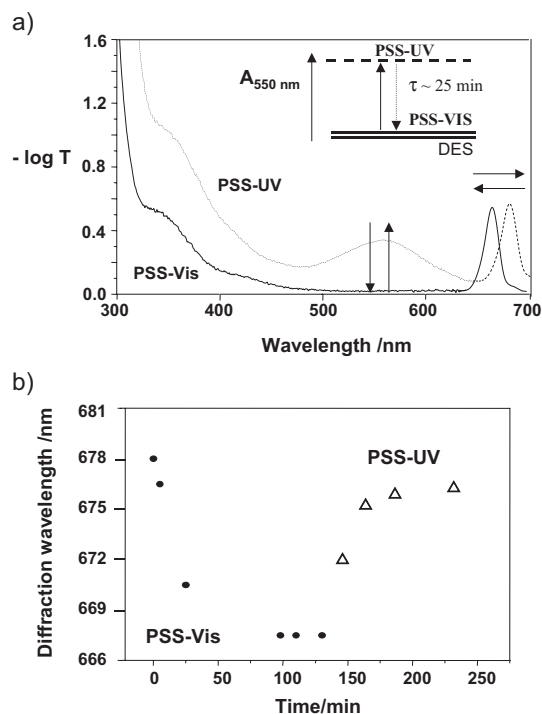 a)
1.6
1.2
- log T
0.8
0.4
0.0
300 400 500 600 700
Wavelength /nm
PSS-UV
A550 nm
τ ~ 25 min
PSS-VIS
DES
PSS-UV
PSS-Vis
b)
681
678
675
672
669
666
Diffraction wavelength /nm
PSS-UV
PSS-Vis
0 50 100 150 200 250
Time/min